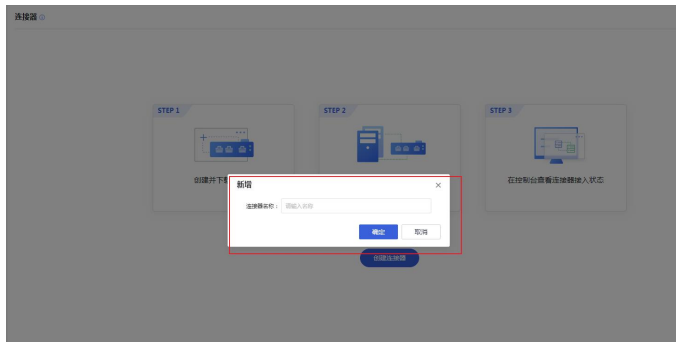 连接器
STEP 1
STEP 2
STEP 3
创建并下载
在控制台查看连接器接入状态
新增
连接器名称：
请输入名称
确定
取消
创建连接器